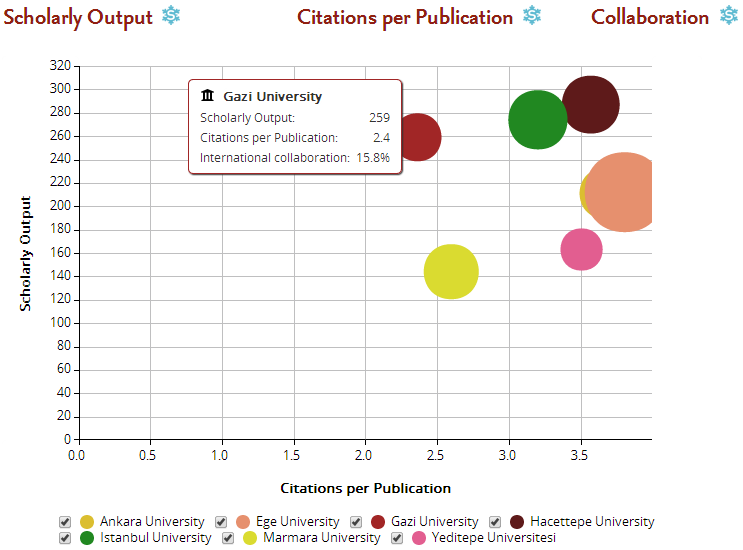 Scholarly Output Citations per Publication Collaboration
Gazi University
Scholarly Output: 259
Citations per Publication: 2.4
International collaboration: 15.8%
320
300
280
260
240
220
200
180
160
140
120
100
80
60
40
20
0
Scholarly Output
0.0 0.5 1.0 1.5 2.0 2.5 3.0 3.5
Citations per Publication
Ankara University Ege University Gazi University Hacettepe University
Istanbul University Marmara University Yeditepe Universitesi